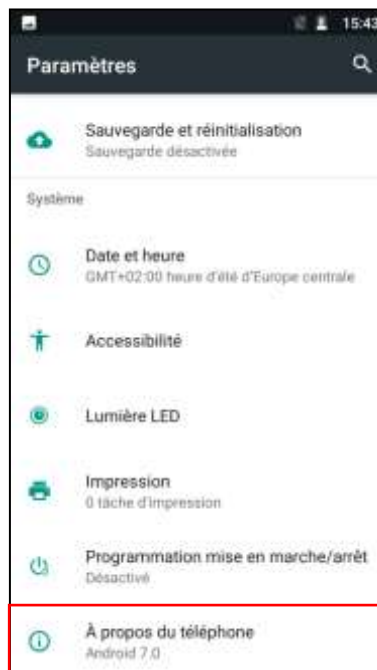 15:43
Paramètres
Sauvegarde et réinitialisation
Sauvegarde désactivée
Système
Date et heure
GMT+02:00 heure d'été d'Europe centrale
Accessibilité
Lumière LED
Impression
0 tâche d'impression
Programmation mise en marche/arrêt
Désactivé
À propos du téléphone
Android 7.0